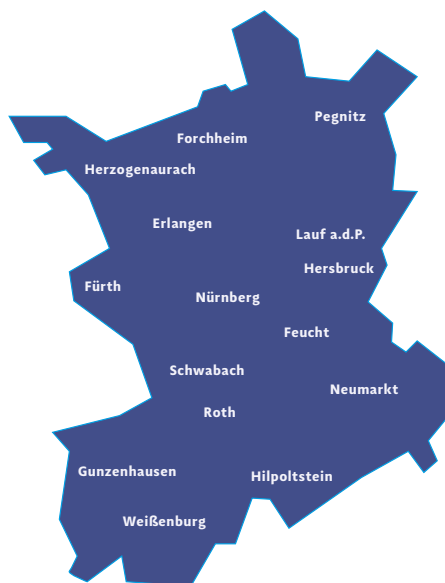 Pegnitz
Forchheim
Herzogenaurach
Erlangen
Lauf a.d.P.
Hersbruck
Fürth
Nürnberg
Feucht
Schwabach
Neumarkt
Roth
Gunzenhausen
Hilpoltstein
Weißenburg